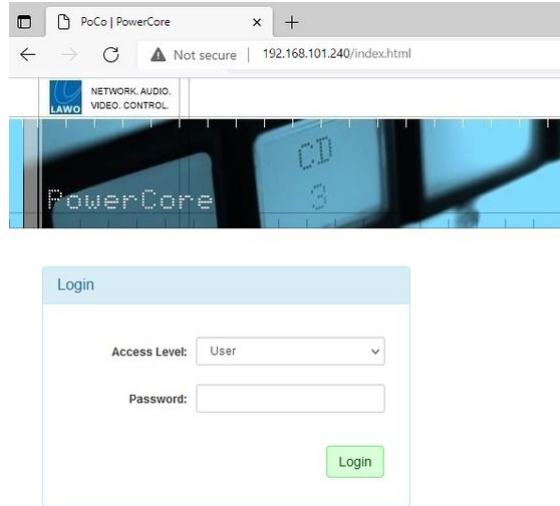 PoCo | PowerCore
Not secure | 192.168.101.240/index.html
LAWO
NETWORK. AUDIO.
VIDEO. CONTROL.
CD
3
PowerCore
Login
Access Level: User
Password:
Login